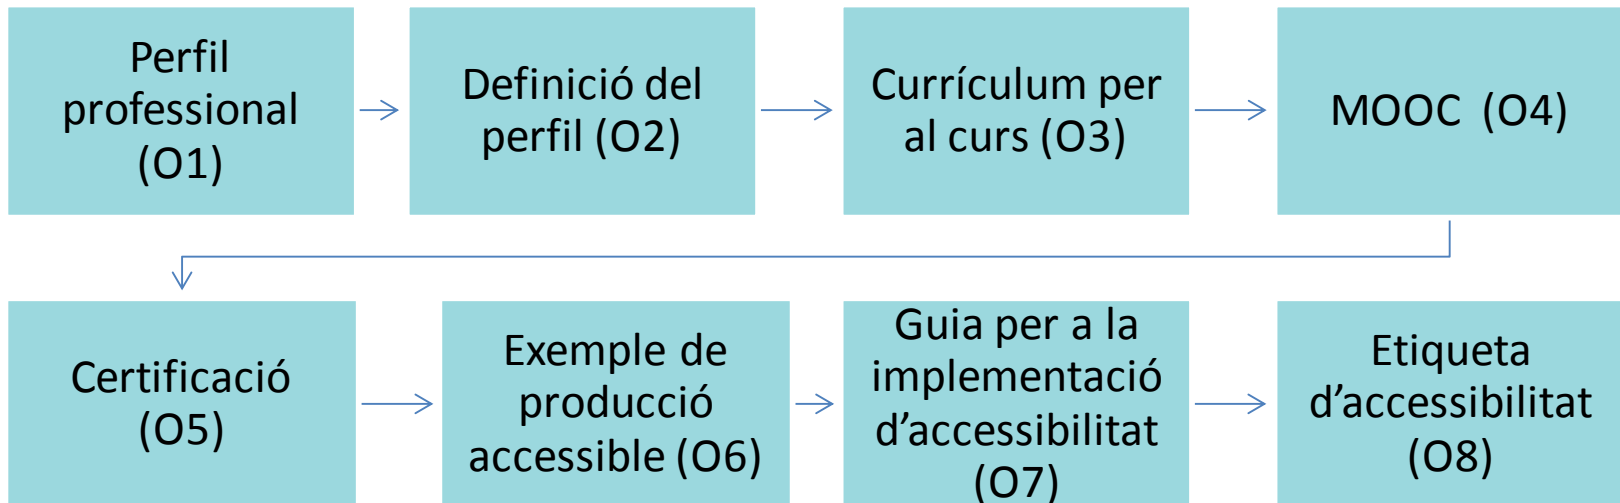 Perfil
professional
(O1)
Definició del
perfil (O2)
Currículum per
al curs (O3)
MOOC (O4)
Certificació
(O5)
Exemple de
producció
accessible (O6)
Guia per a la
implementació
d’accessibilitat
(O7)
Etiqueta
d’accessibilitat
(O8)